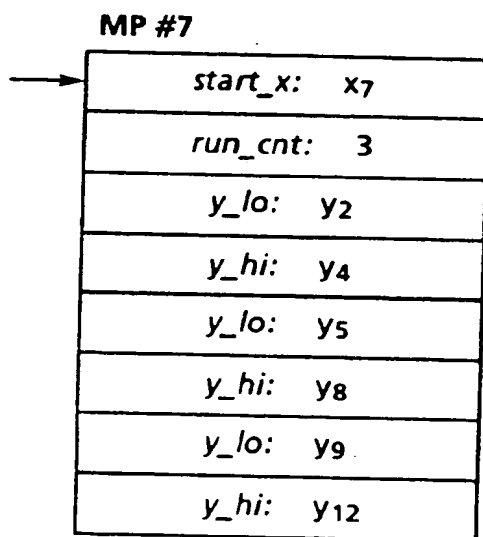 MP #7
start_x: x7
run_cnt: 3
y_lo: y2
y_hi: y4
y_lo: y5
y_hi: y8
y_lo: y9
y_hi: y12